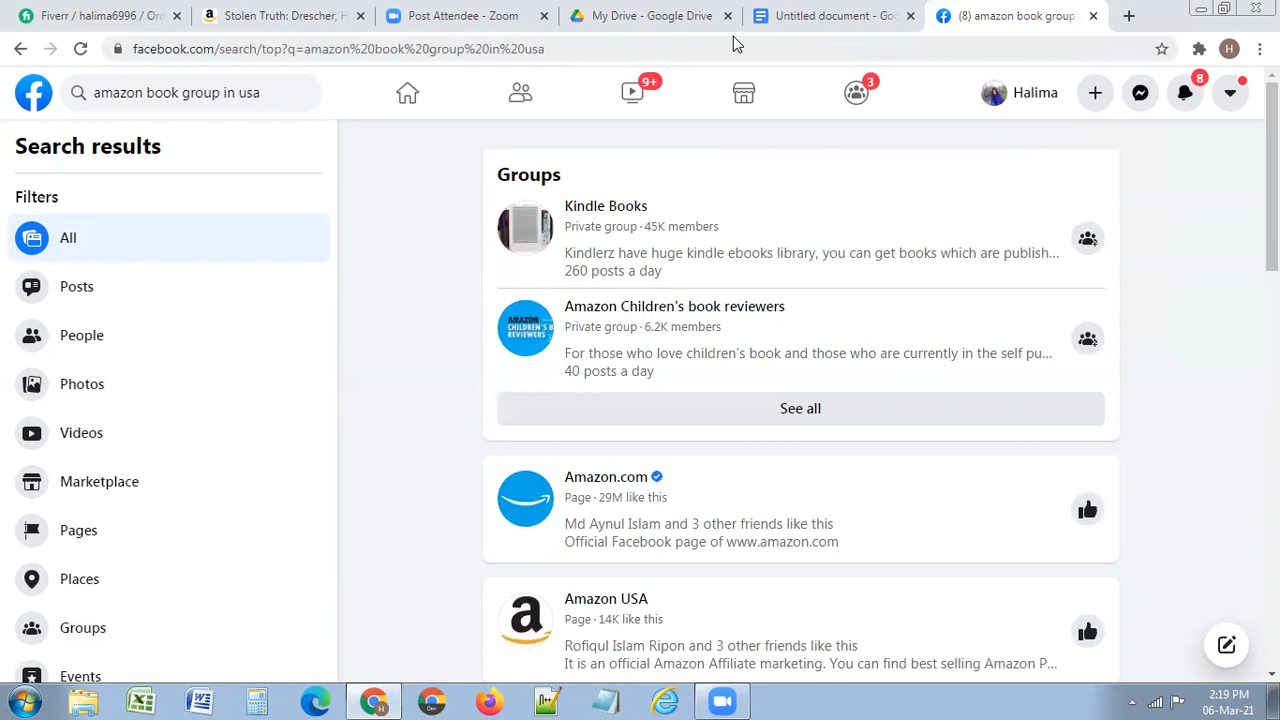 Fiverr / halima6996 / Ord
Storm Truth: Drescher, H
Post Attendee - Zoom
My Drive - Google Drive
Untitled document - Goo
(8) amazon book group in
facebook.com/search/top?q=amazon%20book%20group%20in%20usa
H
amazon book group in usa
9+
3
Halima
8
Search results
Filters
All
Posts
People
Photos
Videos
Marketplace
Pages
Places
Groups
Events
Groups
Kindle Books
Private group · 45K members
Kindlerz have huge kindle ebooks library, you can get books which are publish...
260 posts a day
Amazon Children's book reviewers
Private group · 6.2K members
For those who love children's book and those who are currently in the self pu...
40 posts a day
See all
Amazon.com
Page · 29M like this
Md Aynul Islam and 3 other friends like this
Official Facebook page of www.amazon.com
Amazon USA
Page · 14K like this
Rofiqul Islam Ripon and 3 other friends like this
It is an official Amazon Affiliate marketing. You can find best selling Amazon P...
AMAZON
CHILDREN'S B
REVIEWERS
2:19 PM
06-Mar-21